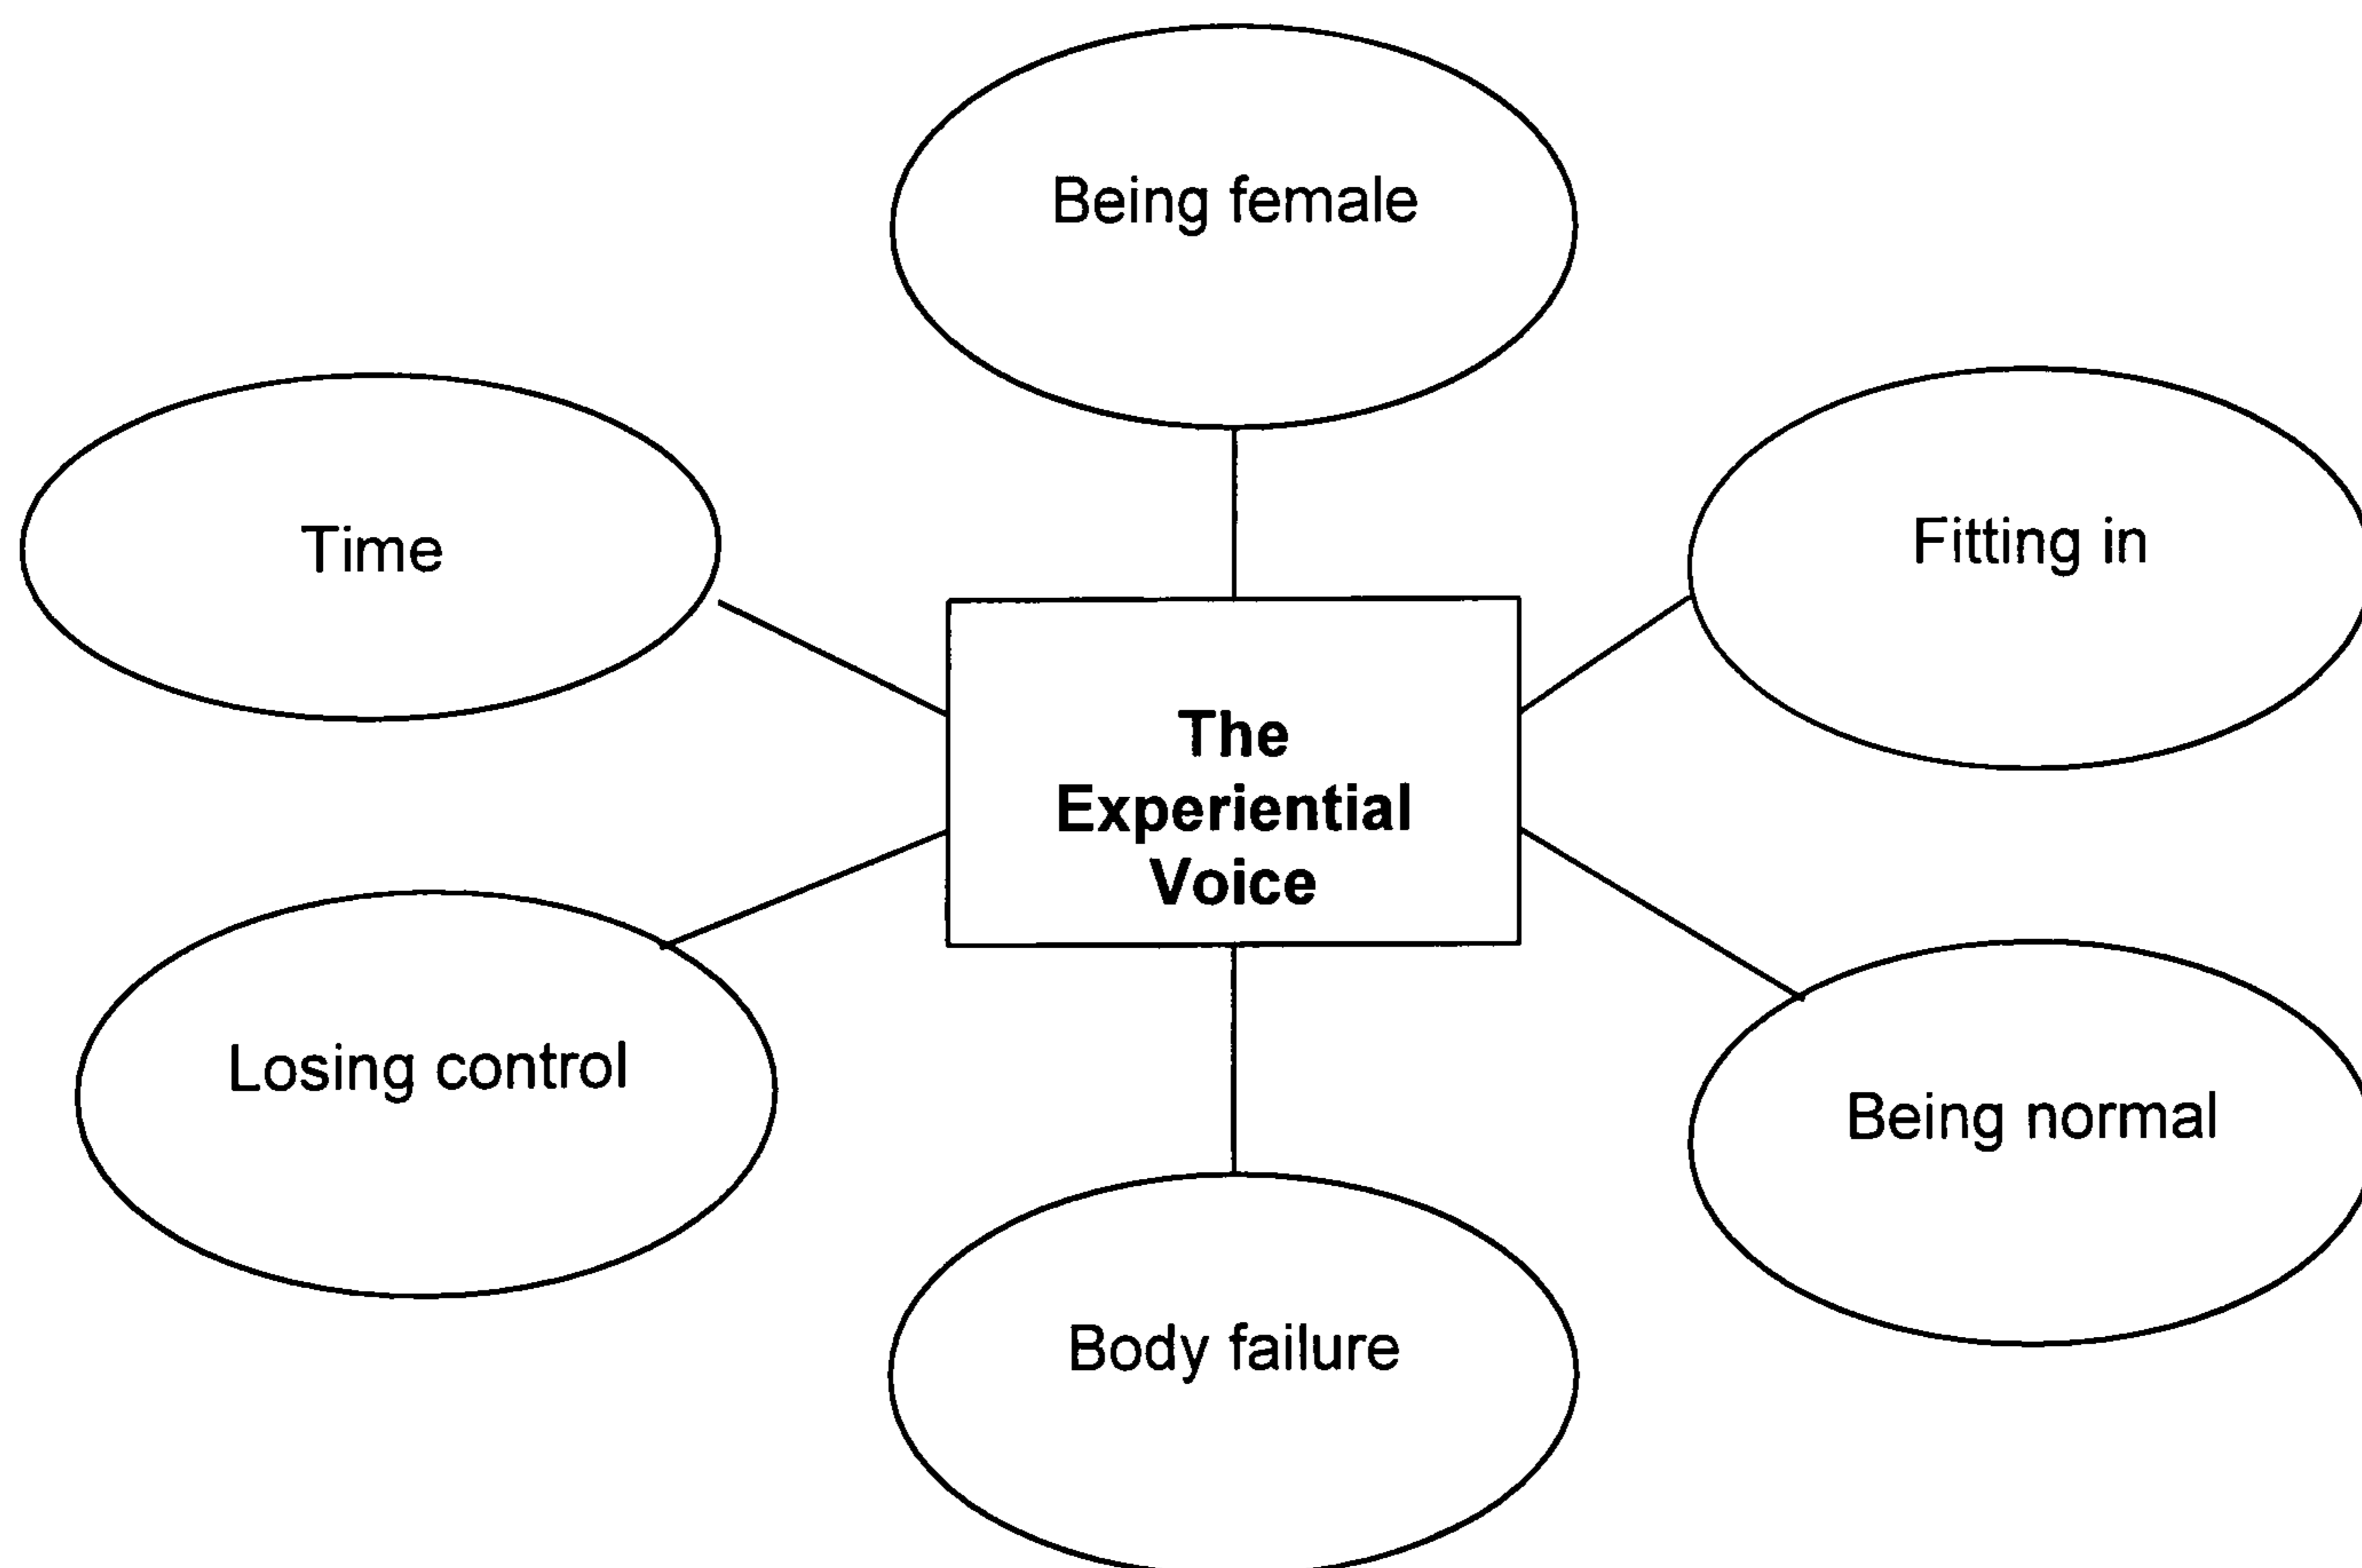 Being female
Time
Fitting in
The
Experiential
Voice
Losing control
Being normal
Body failure